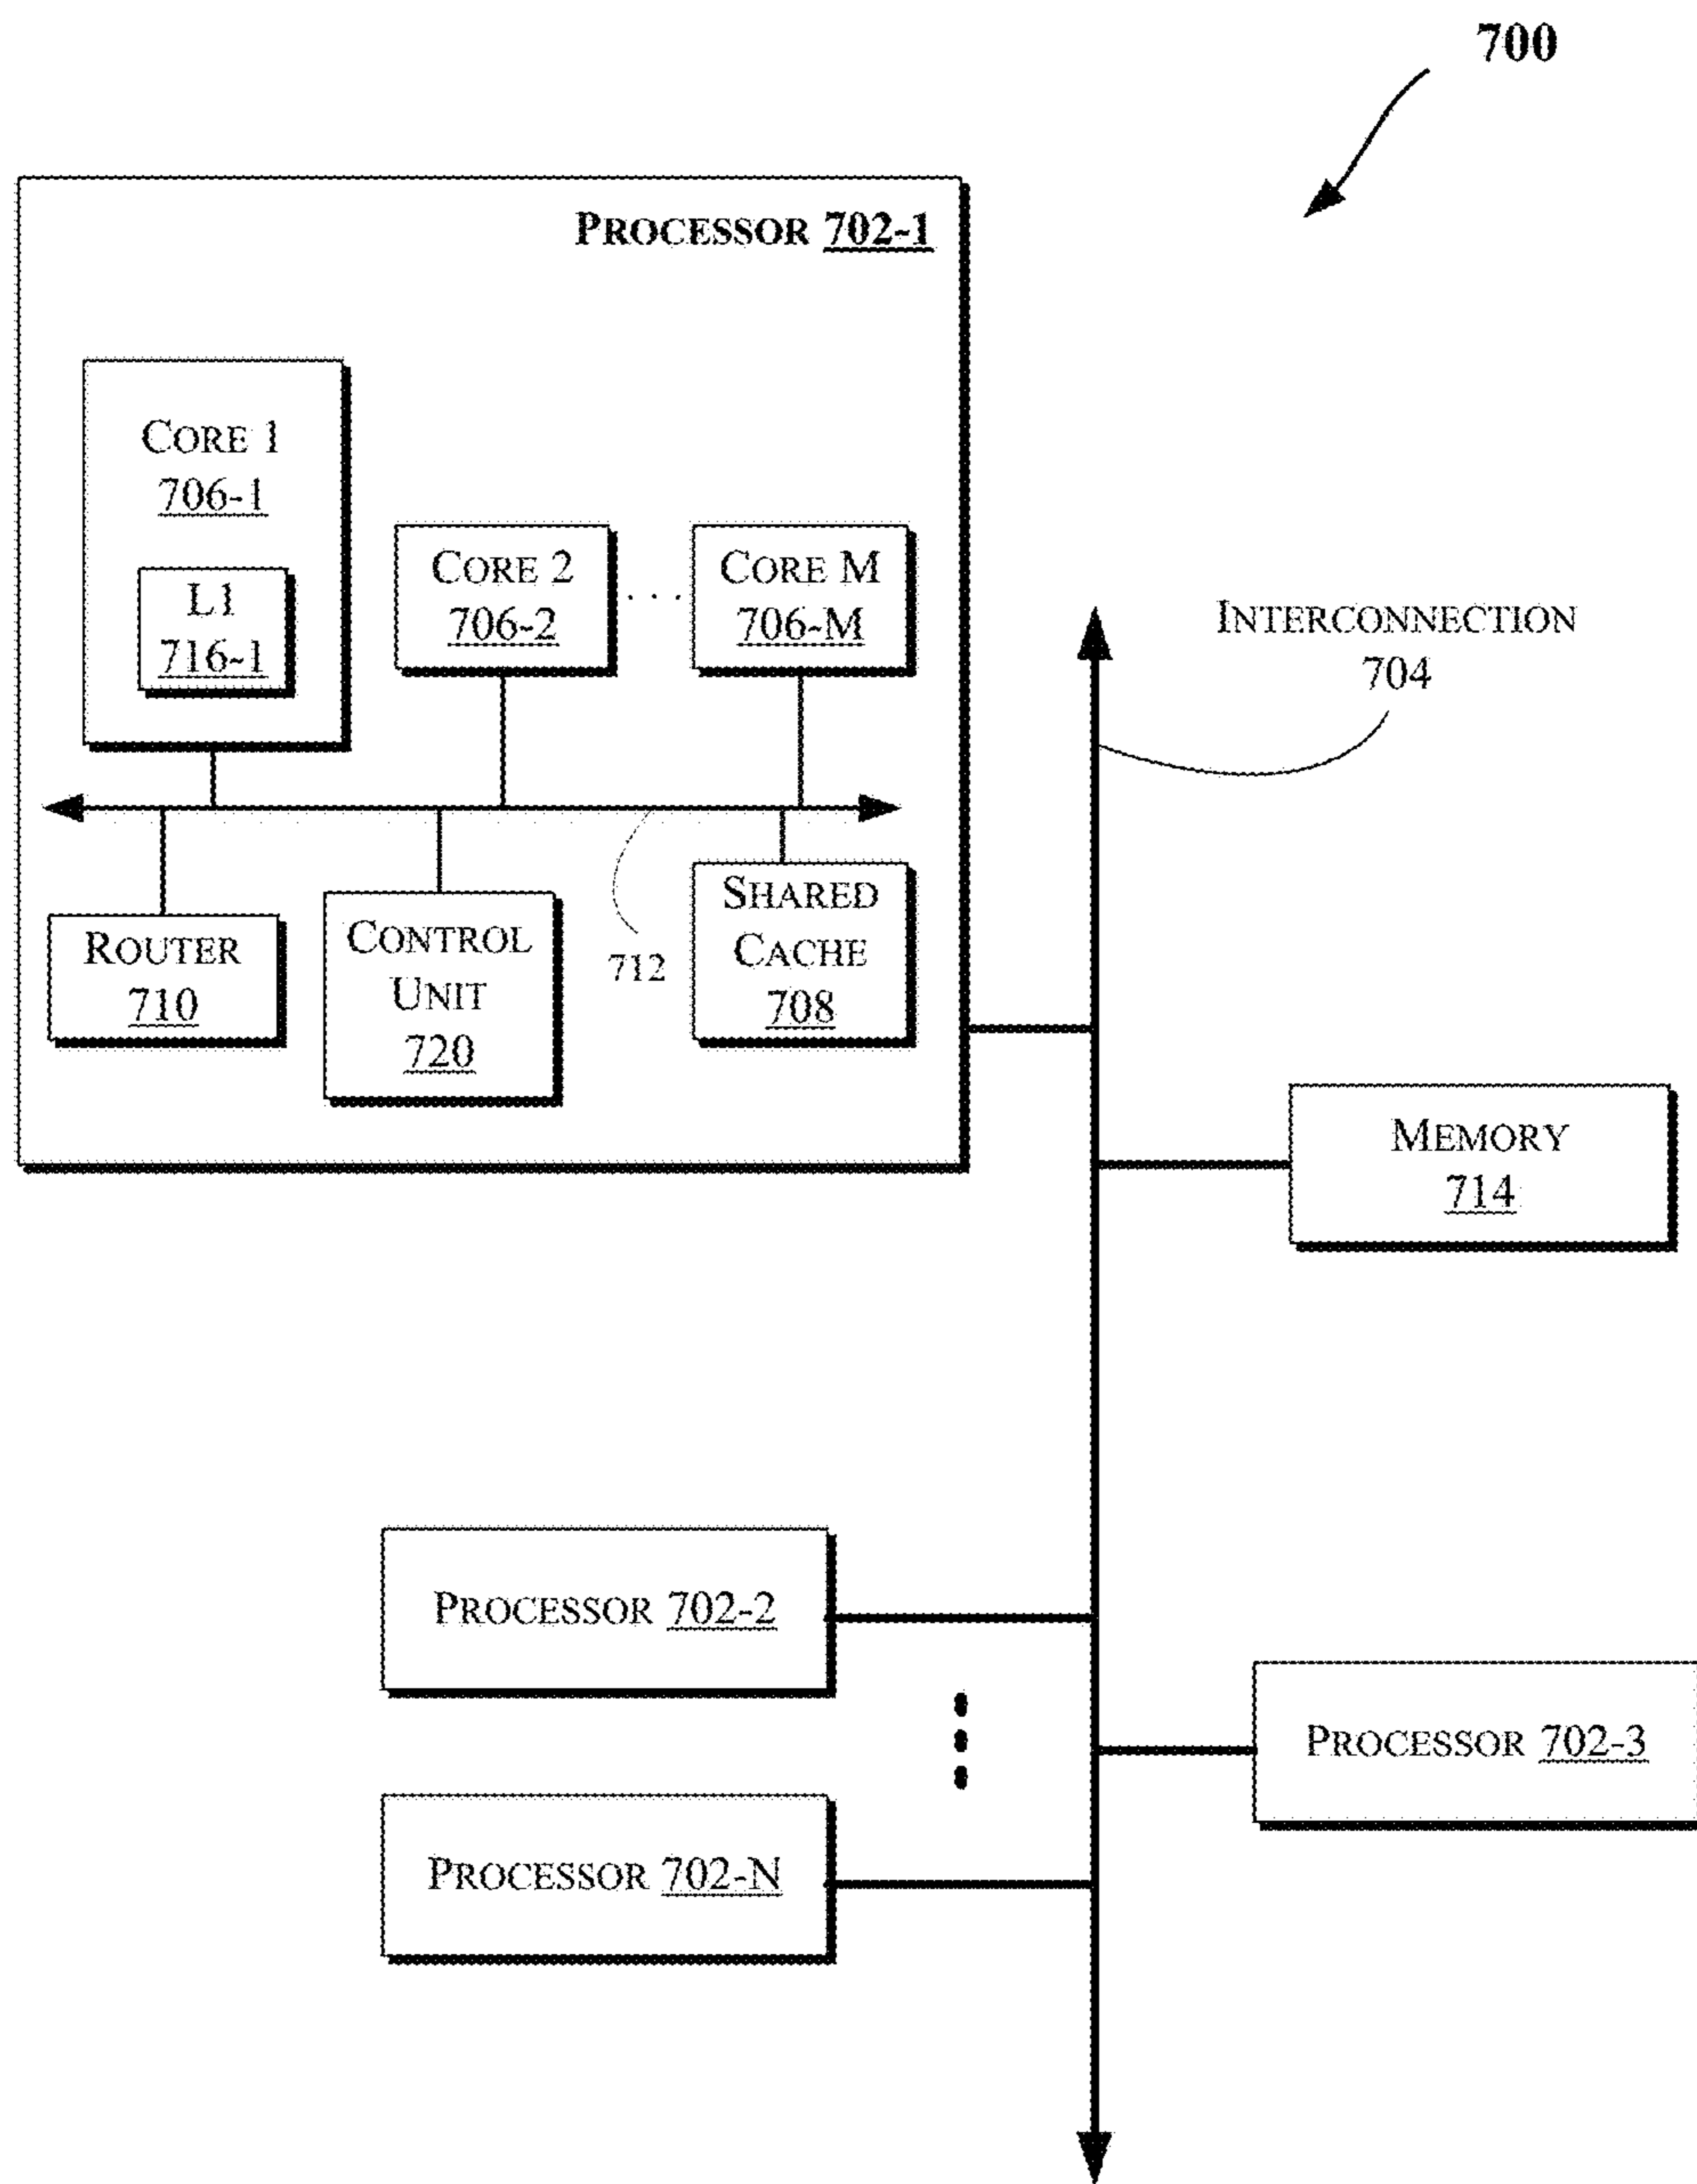 700
PROCESSOR 702-1
CORE 1
706-1
L1
716-1
CORE 2
706-2
. . .
CORE M
706-M
INTERCONNECTION
704
ROUTER
710
CONTROL
UNIT
720
712
SHARED
CACHE
708
MEMORY
714
PROCESSOR 702-2
PROCESSOR 702-3
PROCESSOR 702-N